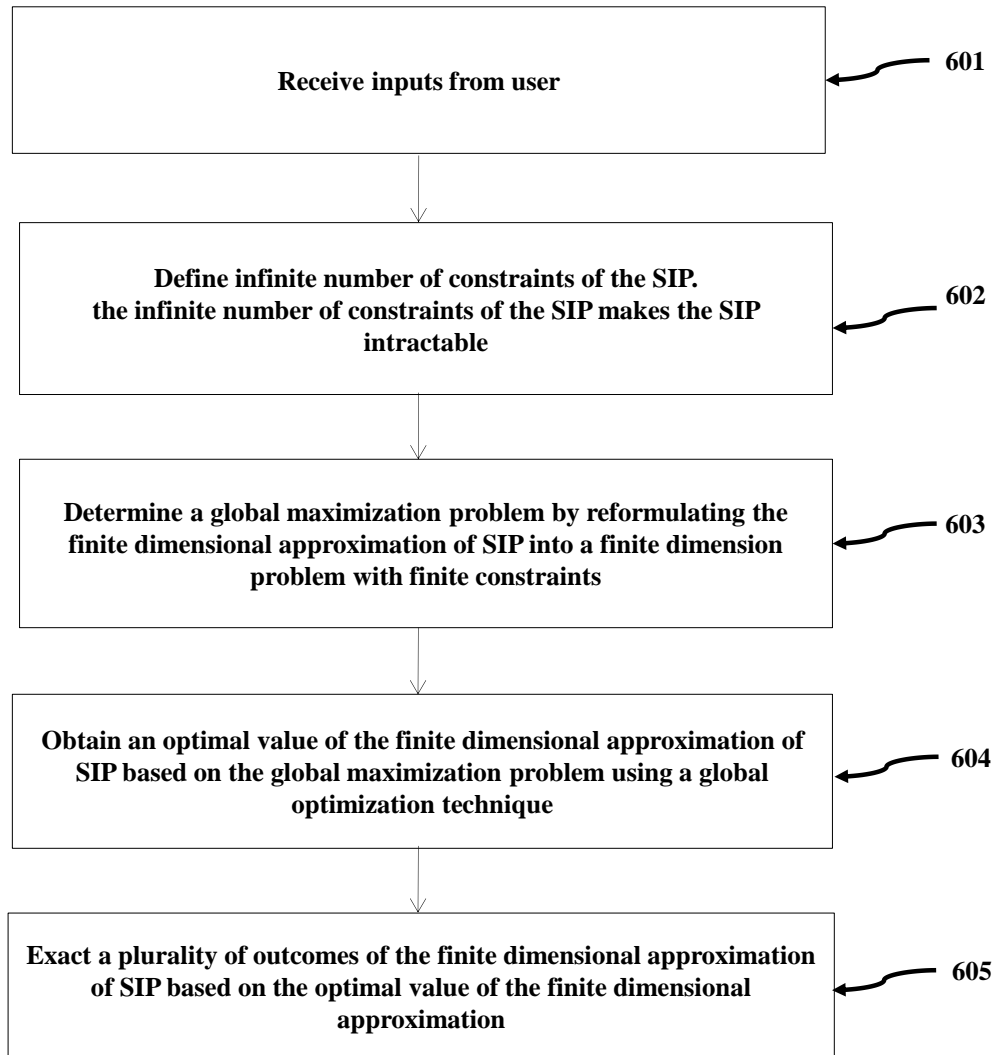 Receive inputs from user
601
Define infinite number of constraints of the SIP.
the infinite number of constraints of the SIP makes the SIP
intractable
602
Determine a global maximization problem by reformulating the
finite dimensional approximation of SIP into a finite dimension
problem with finite constraints
603
Obtain an optimal value of the finite dimensional approximation of
SIP based on the global maximization problem using a global
optimization technique
604
Exact a plurality of outcomes of the finite dimensional approximation
of SIP based on the optimal value of the finite dimensional
approximation
605